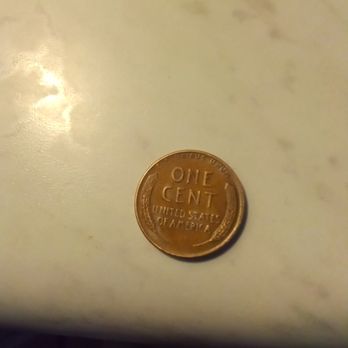 ONE
CENT
UNITED STATES
OF AMERICA